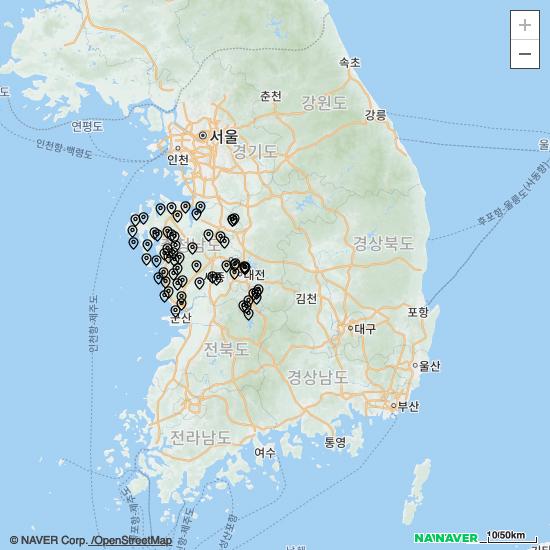 +
−
속초
춘천
강원도
강릉
연평도
서울
인천
경기도
인천항-백령도
울
후포항-울릉도(사동항)
경상북도
대전
김천
포항
인천항-제주도
군산
대구
전북도
울산
경상남도
부산
전라남도
여수
통영
© NAVER Corp. /OpenStreetMap
NAVER
10/50km